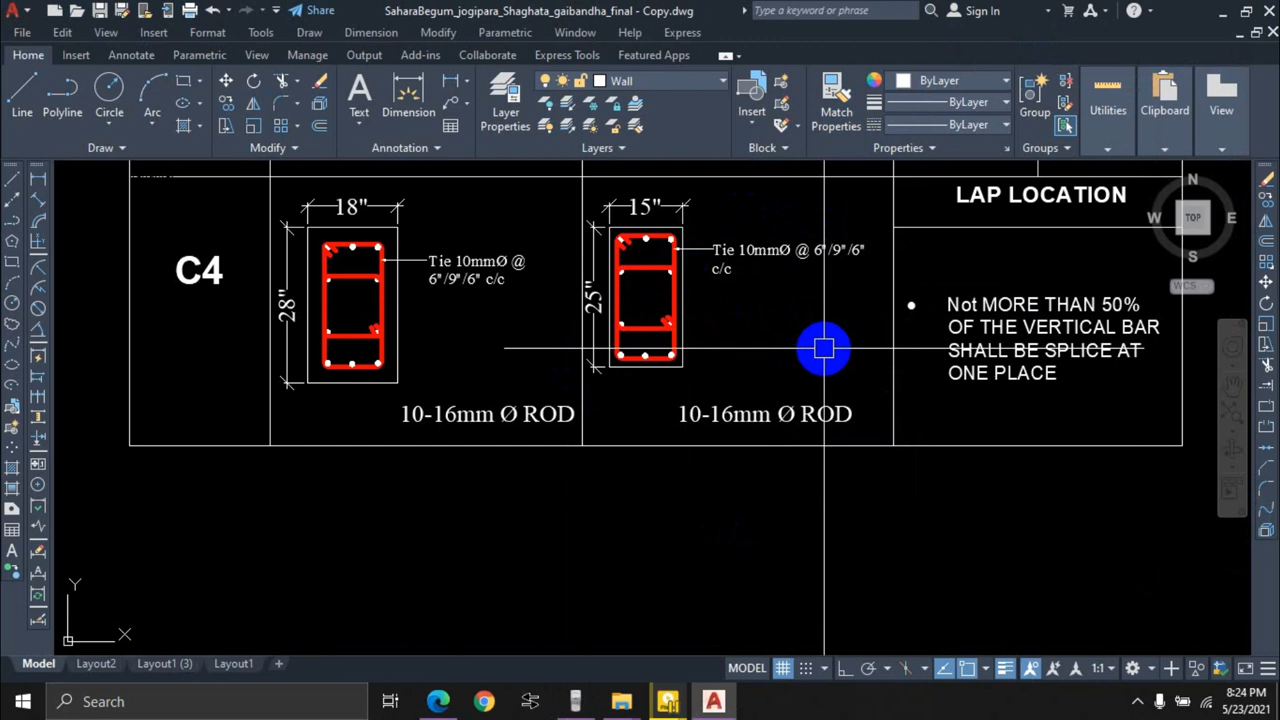 Share
SaharaBegum_jogipara_Shaghata_gaibandha_final - Copy.dwg
Type a keyword or phrase
Sign In
File Edit View Insert Format Tools Draw Dimension Modify Parametric Window Help Express
Home Insert Annotate Parametric View Manage Output Add-ins Collaborate Express Tools Featured Apps
Line Polyline Circle Arc
Text Dimension
Layer Properties
Wall
Insert
Match Properties
ByLayer
ByLayer
ByLayer
Group
Utilities Clipboard View
Draw Modify Annotation Layers Block Properties Groups
LAP LOCATION
N
W TOP E
S
WCS
18"
15"
C4
28"
25"
Tie 10mmØ @
6"/9"/6" c/c
Tie 10mmØ @ 6"/9"/6"
c/c
Not MORE THAN 50%
OF THE VERTICAL BAR
SHALL BE SPLICE AT
ONE PLACE
10-16mm Ø ROD
10-16mm Ø ROD
Y
X
Model Layout2 Layout1 (3) Layout1 +
MODEL
1:1
Search
8:24 PM
5/23/2021